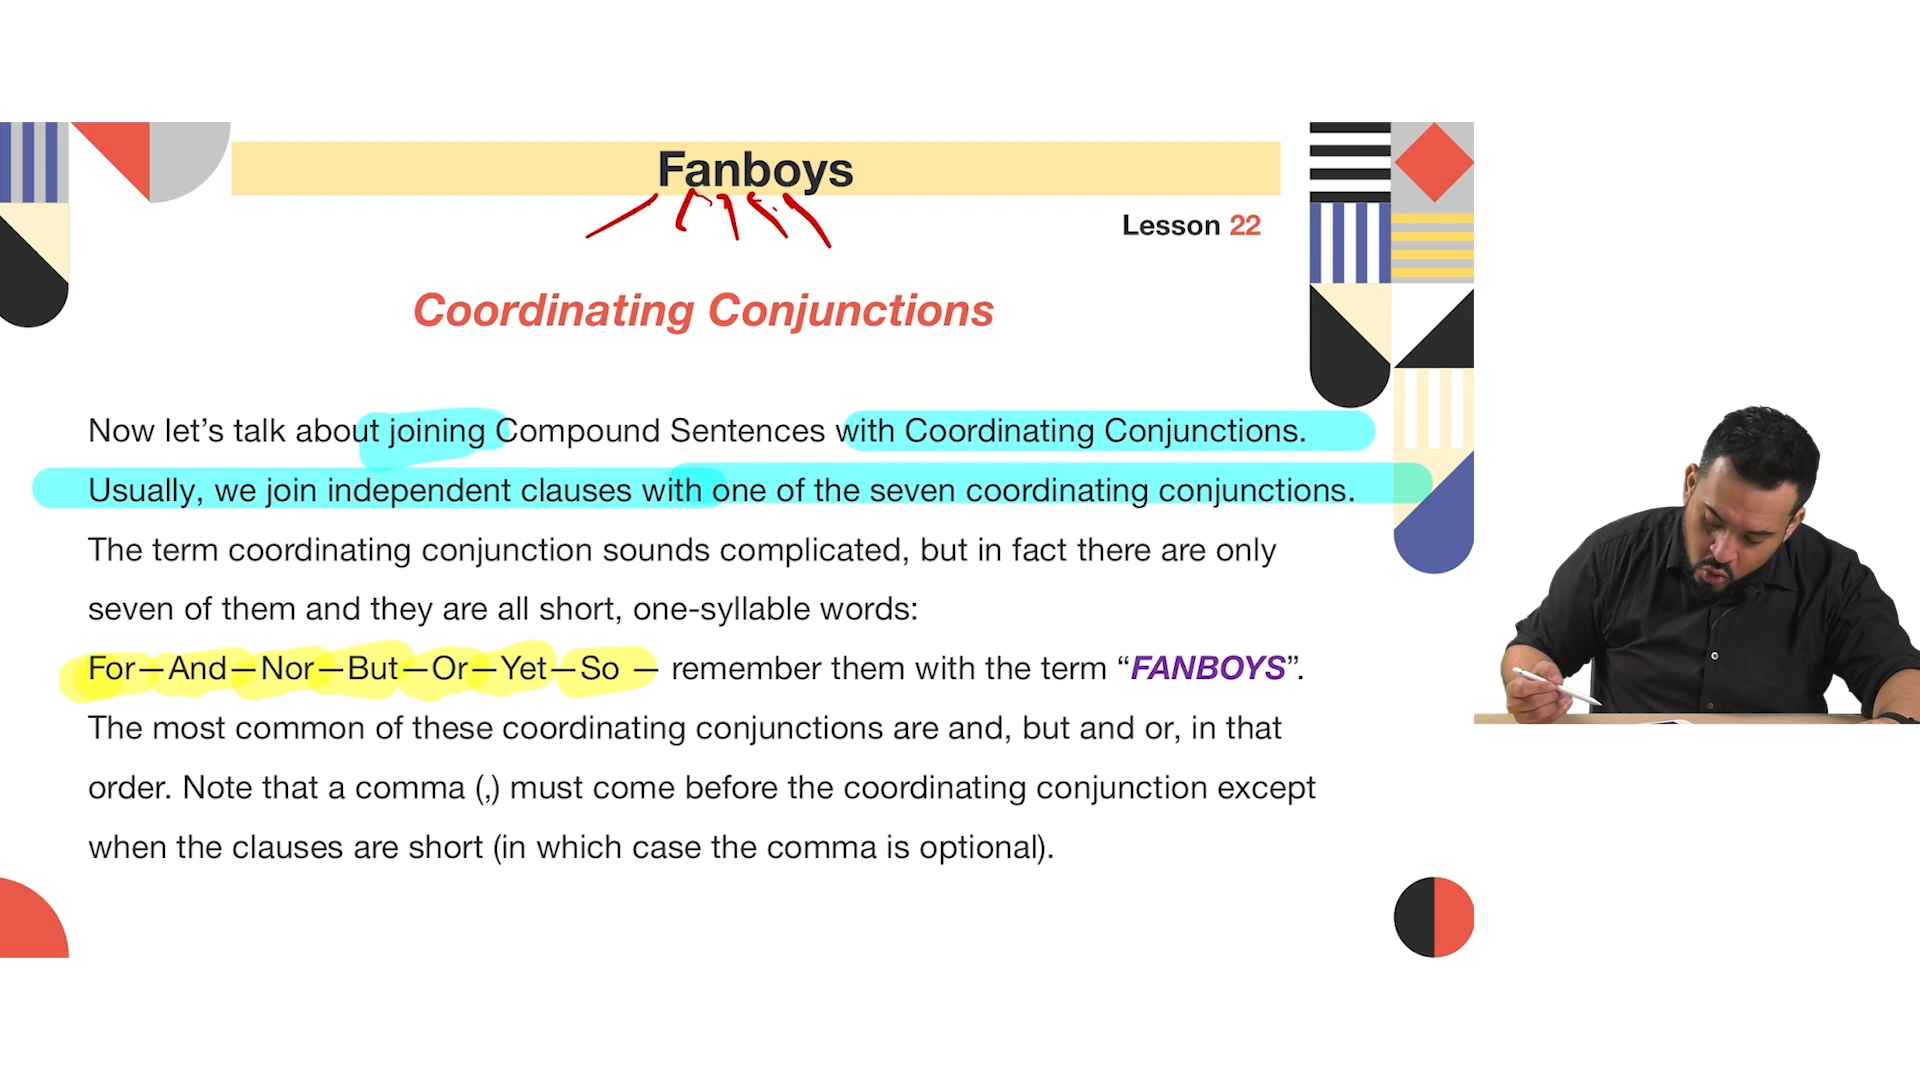 Fanboys
Lesson 22
Coordinating Conjunctions
Now let’s talk about joining Compound Sentences with Coordinating Conjunctions.
Usually, we join independent clauses with one of the seven coordinating conjunctions.
The term coordinating conjunction sounds complicated, but in fact there are only
seven of them and they are all short, one-syllable words:
For—And—Nor—But—Or—Yet—So — remember them with the term “FANBOYS”.
The most common of these coordinating conjunctions are and, but and or, in that
order. Note that a comma (,) must come before the coordinating conjunction except
when the clauses are short (in which case the comma is optional).